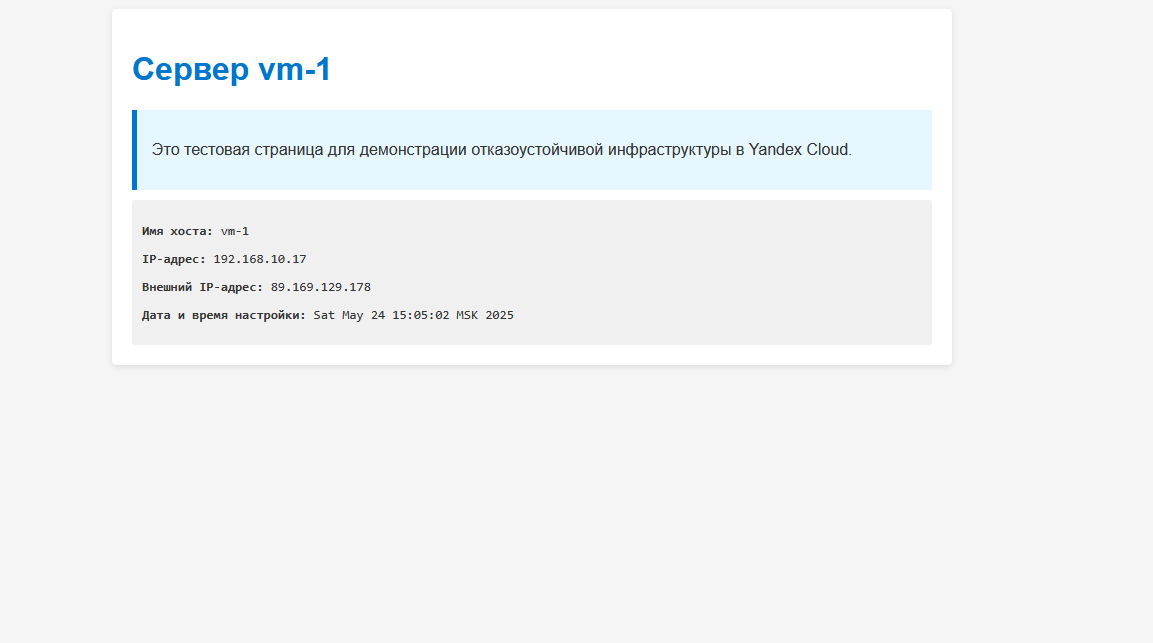 Сервер vm-1
Это тестовая страница для демонстрации отказоустойчивой инфраструктуры в Yandex Cloud.
Имя хоста: vm-1
IP-адрес: 192.168.10.17
Внешний IP-адрес: 89.169.129.178
Дата и время настройки: Sat May 24 15:05:02 MSK 2025